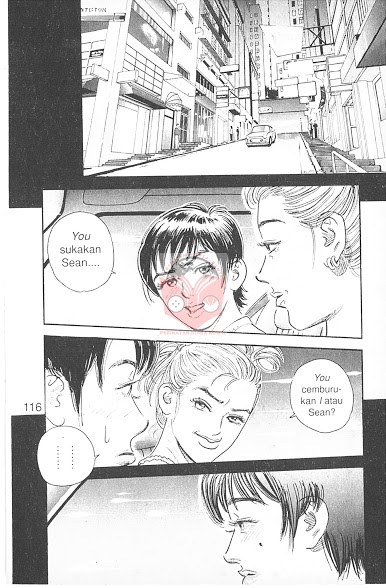 You
sukakan
Sean....
You
cemburu-
kan I atau
Sean?
116
......